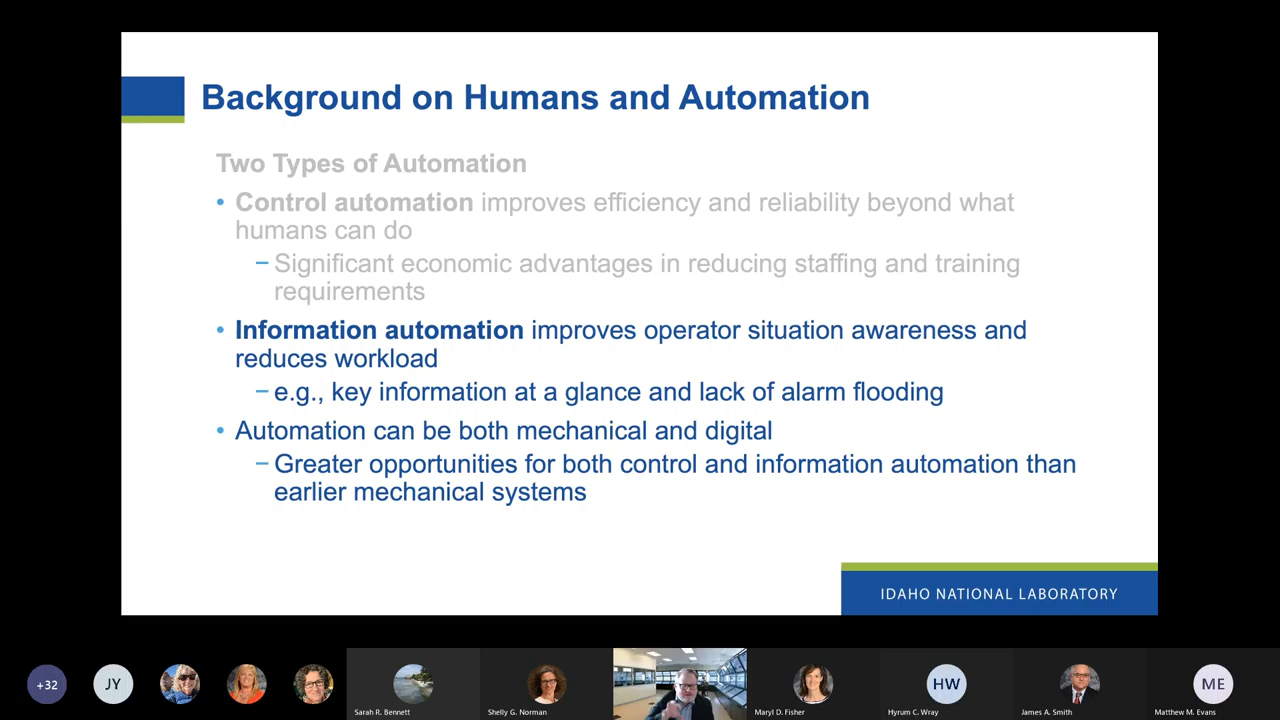 Background on Humans and Automation
Two Types of Automation
• Control automation improves efficiency and reliability beyond what
humans can do
– Significant economic advantages in reducing staffing and training
requirements
• Information automation improves operator situation awareness and
reduces workload
– e.g., key information at a glance and lack of alarm flooding
• Automation can be both mechanical and digital
– Greater opportunities for both control and information automation than
earlier mechanical systems
IDAHO NATIONAL LABORATORY
+32
JY
HW
ME
Sarah R. Bennett
Shelly G. Norman
Maryl D. Fisher
Hyrum C. Wray
James A. Smith
Matthew M. Evans